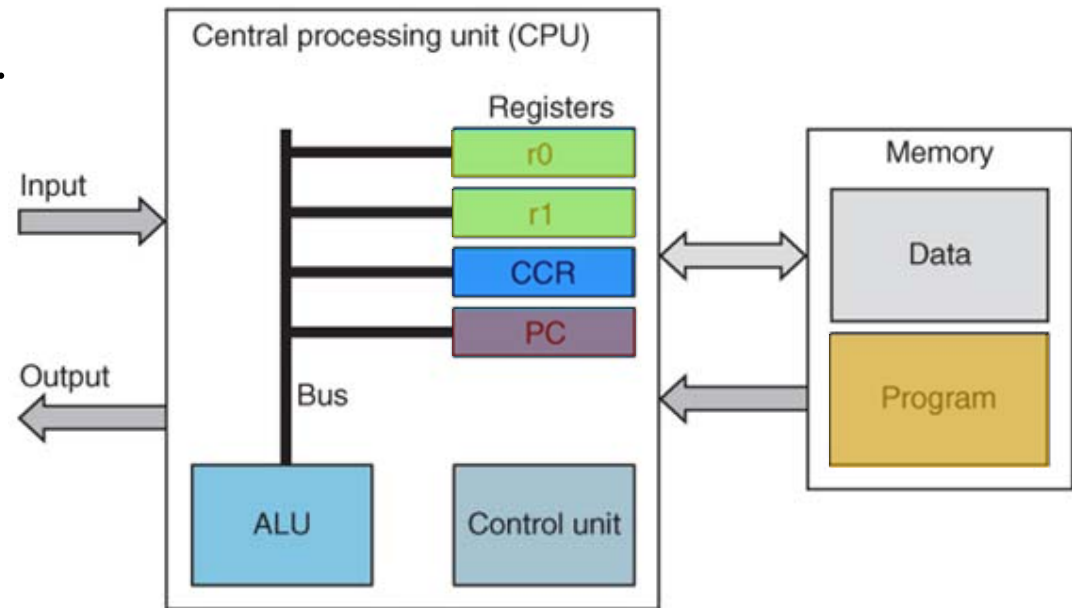 Central processing unit (CPU)
Registers
r0
r1
CCR
PC
Bus
ALU
Control unit
Input
Output
Memory
Data
Program